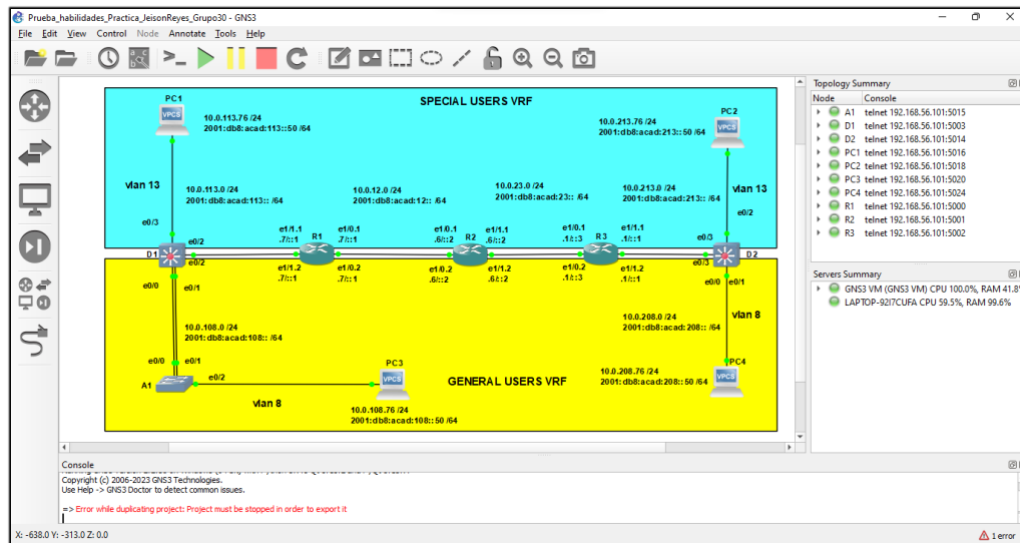 Prueba_habilidades_Practica_JeisonReyes_Grupo30 - GNS3
File Edit View Control Node Annotate Tools Help
SPECIAL USERS VRF
PC1
VPCS
10.0.113.76 /24
2001:db8:acad:113::50 /64
10.0.213.76 /24
2001:db8:acad:213::50 /64
PC2
VPCS
vlan 13
10.0.113.0 /24
2001:db8:acad:113:: /64
10.0.12.0 /24
2001:db8:acad:12:: /64
10.0.23.0 /24
2001:db8:acad:23:: /64
10.0.213.0 /24
2001:db8:acad:213:: /64
vlan 13
e0/3
e0/2
e0/2
D1
e1/1.1
.7/::1
R1
e1/0.1
.7/::1
e1/0.1
.6/::2
R2
e1/1.1
.6/::2
e1/0.1
.1/::3
R3
e1/1.1
.1/::1
e0/3
e0/2
D2
e0/2
e1/1.2
.7/::1
e1/0.2
.7/::1
e1/0.2
.6/::2
e1/1.2
.6/::2
e1/0.2
.1/::3
e1/1.2
.1/::1
e0/3
e0/0
e0/1
e0/0
e0/1
10.0.108.0 /24
2001:db8:acad:108:: /64
10.0.208.0 /24
2001:db8:acad:208:: /64
vlan 8
e0/0
e0/1
A1
e0/2
vlan 8
PC3
VPCS
10.0.108.76 /24
2001:db8:acad:108::50 /64
GENERAL USERS VRF
10.0.208.76 /24
2001:db8:acad:208::50 /64
PC4
VPCS
Topology Summary
Node Console
A1 telnet 192.168.56.101:5015
D1 telnet 192.168.56.101:5003
D2 telnet 192.168.56.101:5014
PC1 telnet 192.168.56.101:5016
PC2 telnet 192.168.56.101:5018
PC3 telnet 192.168.56.101:5020
PC4 telnet 192.168.56.101:5024
R1 telnet 192.168.56.101:5000
R2 telnet 192.168.56.101:5001
R3 telnet 192.168.56.101:5002
Servers Summary
GNS3 VM (GNS3 VM) CPU 100.0%, RAM 41.8%
LAPTOP-92I7CUFA CPU 59.5%, RAM 99.6%
Console
Copyright (c) 2006-2023 GNS3 Technologies.
Use Help -> GNS3 Doctor to detect common issues.
=> Error while duplicating project: Project must be stopped in order to export it
X: -638.0 Y: -313.0 Z: 0.0
1 error